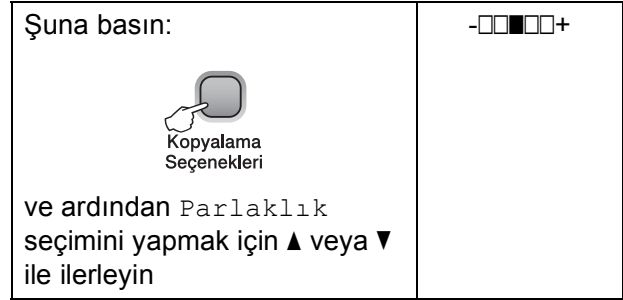 Şuna basın:
-□□■□□+
Kopyalama
Seçenekleri
ve ardından Parlaklık
seçimini yapmak için ▲ veya ▼
ile ilerleyin